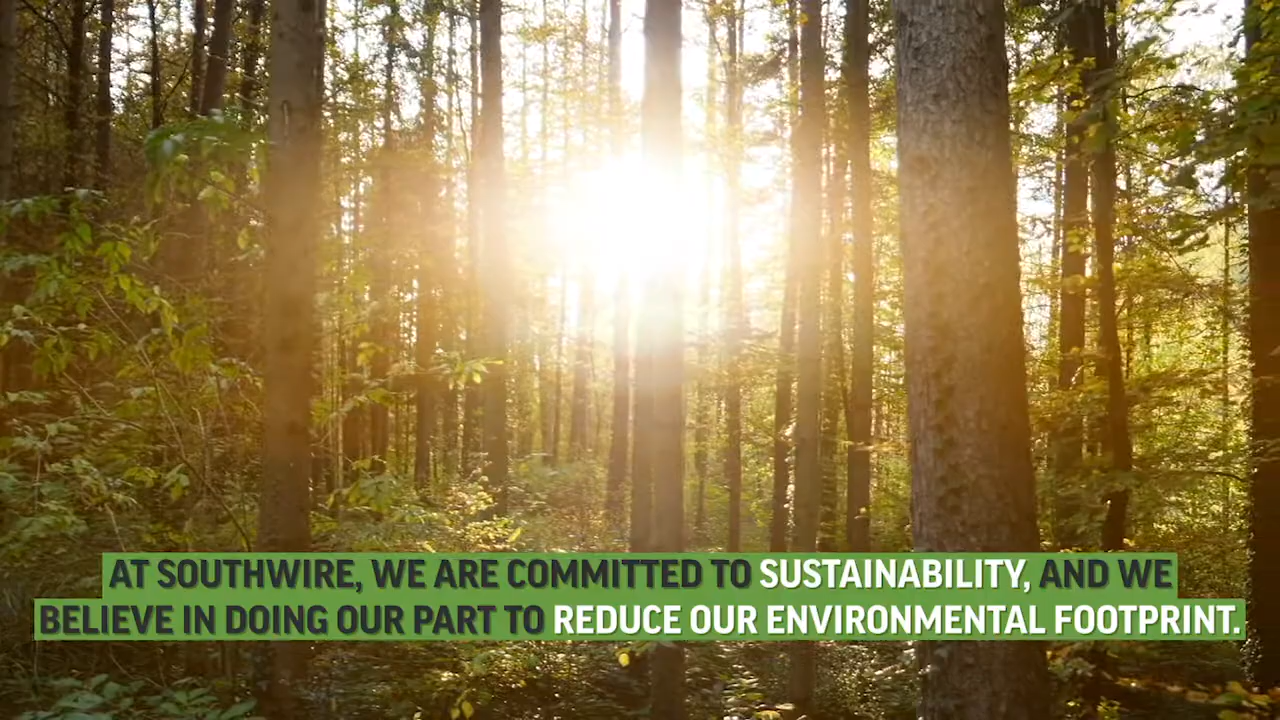 AT SOUTHWIRE, WE ARE COMMITTED TO SUSTAINABILITY, AND WE
BELIEVE IN DOING OUR PART TO REDUCE OUR ENVIRONMENTAL FOOTPRINT.